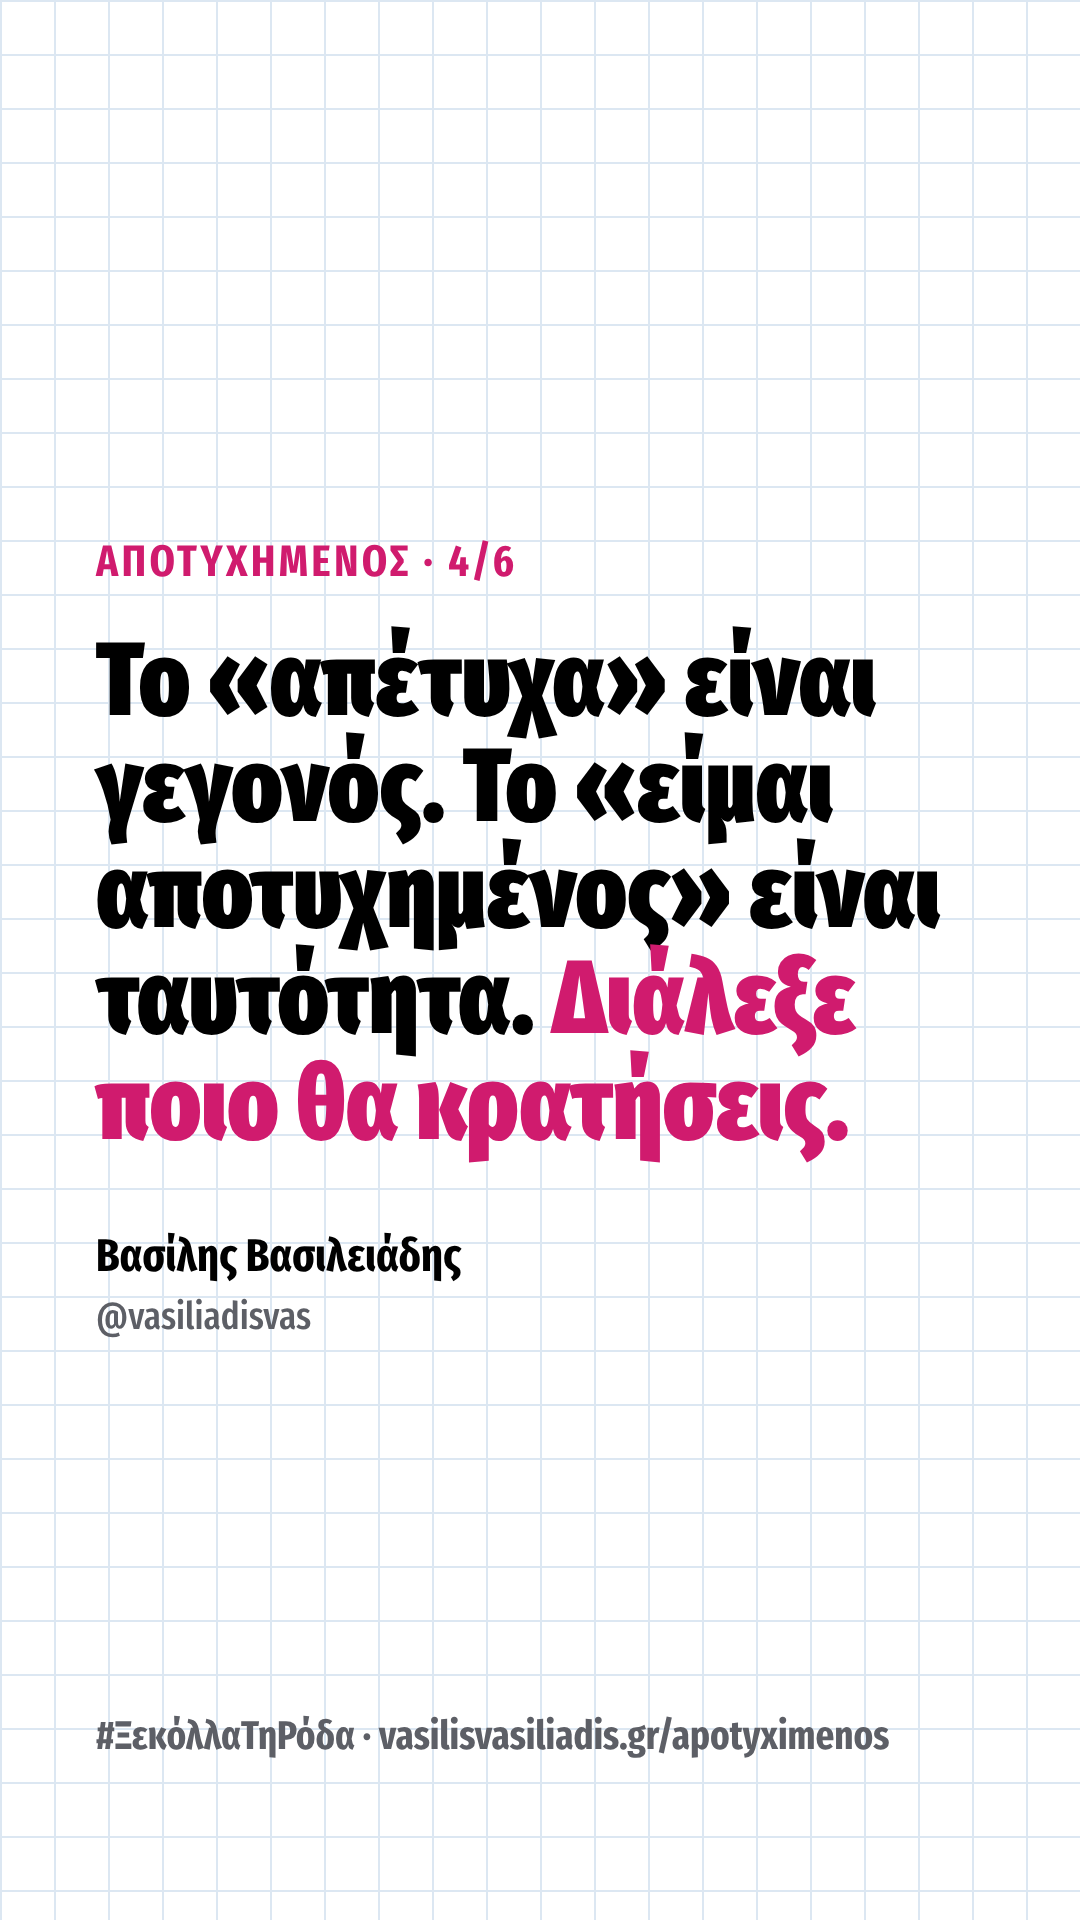 ΑΠΟΤΥΧΗΜΕΝΟΣ · 4/6
Το «απέτυχα» είναι
γεγονός. Το «είμαι
αποτυχημένος» είναι
ταυτότητα. Διάλεξε
ποιο θα κρατήσεις.
Βασίλης Βασιλειάδης
@vasiliadisvas
#ΞεκόλλαΤηΡόδα · vasilisvasiliadis.gr/apotyximenos